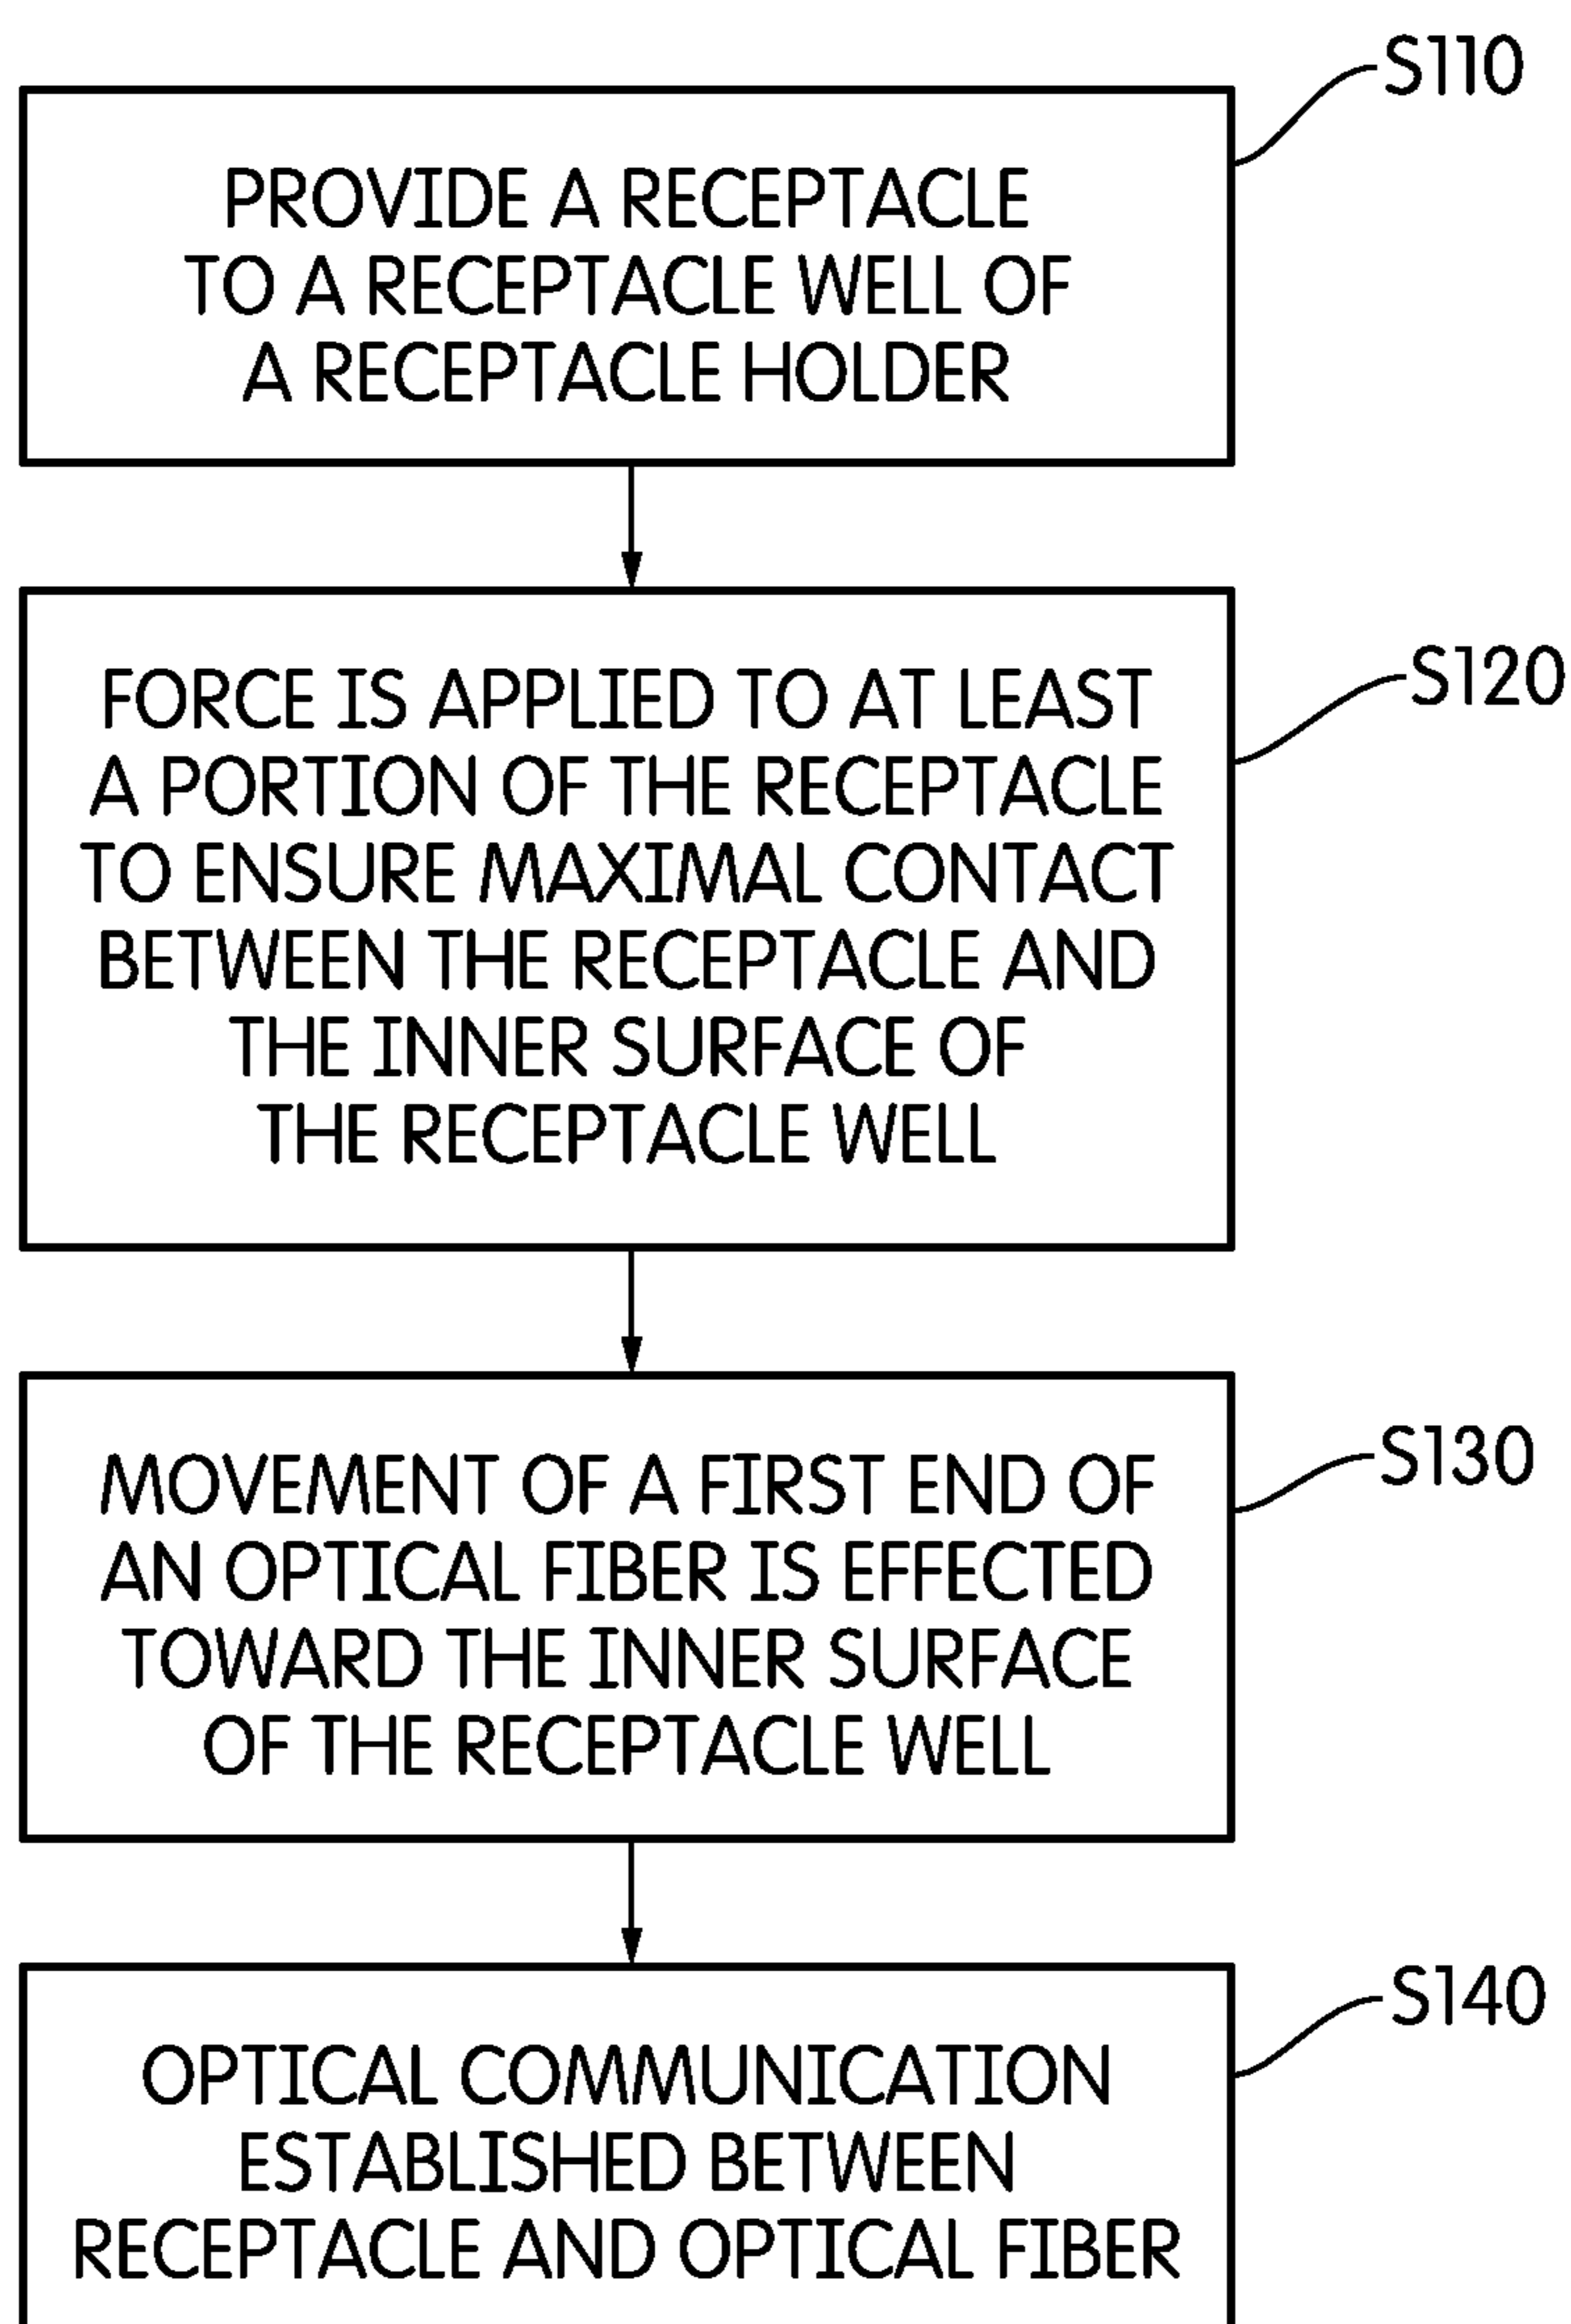 S110
PROVIDE A RECEPTACLE
TO A RECEPTACLE WELL OF
A RECEPTACLE HOLDER
S120
FORCE IS APPLIED TO AT LEAST
A PORTION OF THE RECEPTACLE
TO ENSURE MAXIMAL CONTACT
BETWEEN THE RECEPTACLE AND
THE INNER SURFACE OF
THE RECEPTACLE WELL
S130
MOVEMENT OF A FIRST END OF
AN OPTICAL FIBER IS EFFECTED
TOWARD THE INNER SURFACE
OF THE RECEPTACLE WELL
S140
OPTICAL COMMUNICATION
ESTABLISHED BETWEEN
RECEPTACLE AND OPTICAL FIBER